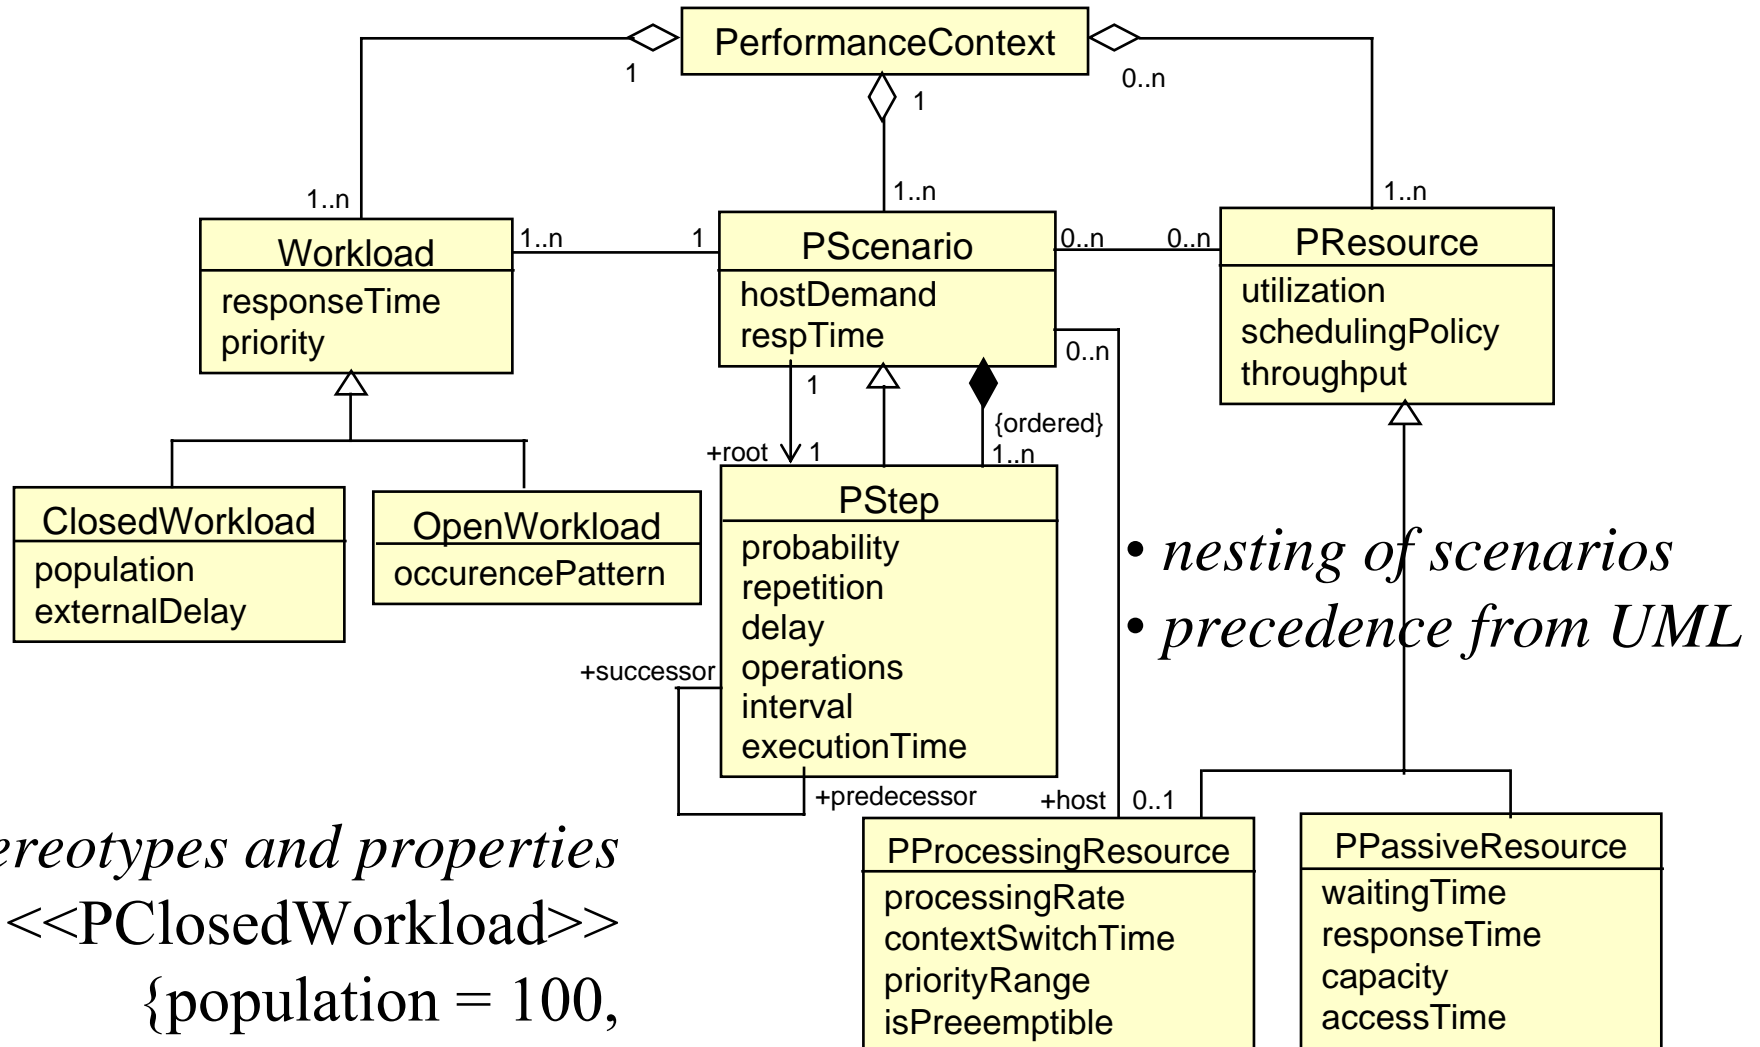 PerformanceContext
1
1
0..n
1..n
1..n
1..n
Workload
responseTime
priority
1..n
1
PScenario
hostDemand
respTime
0..n
0..n
PResource
utilization
schedulingPolicy
throughput
0..n
1
{ordered}
+root
1
1..n
ClosedWorkload
population
externalDelay
OpenWorkload
occurencePattern
PStep
probability
repetition
delay
operations
interval
executionTime
+successor
+predecessor
• nesting of scenarios
• precedence from UML
+host
0..1
PProcessingResource
processingRate
contextSwitchTime
priorityRange
isPreeemptible
PPassiveResource
waitingTime
responseTime
capacity
accessTime
ereotypes and properties
<<PClosedWorkload>>
{population = 100,